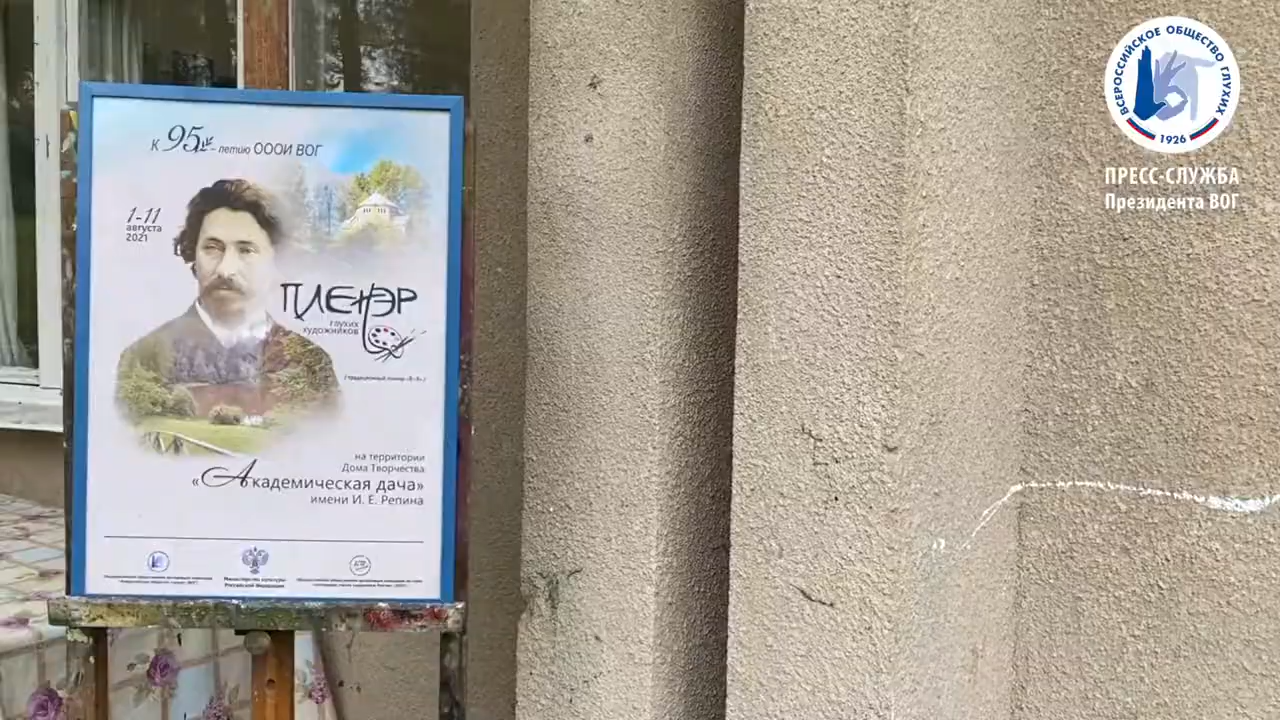 К 95-летию ОООИ ВОГ
1-11
августа
2021
ПЛЕНЭР
глухих
художников
на территории
Дома Творчества
«Академическая дача»
имени И. Е. Репина
Министерство культуры
Российской Федерации
ВСЕРОССИЙСКОЕ ОБЩЕСТВО ГЛУХИХ
1926
ПРЕСС-СЛУЖБА
Президента ВОГ